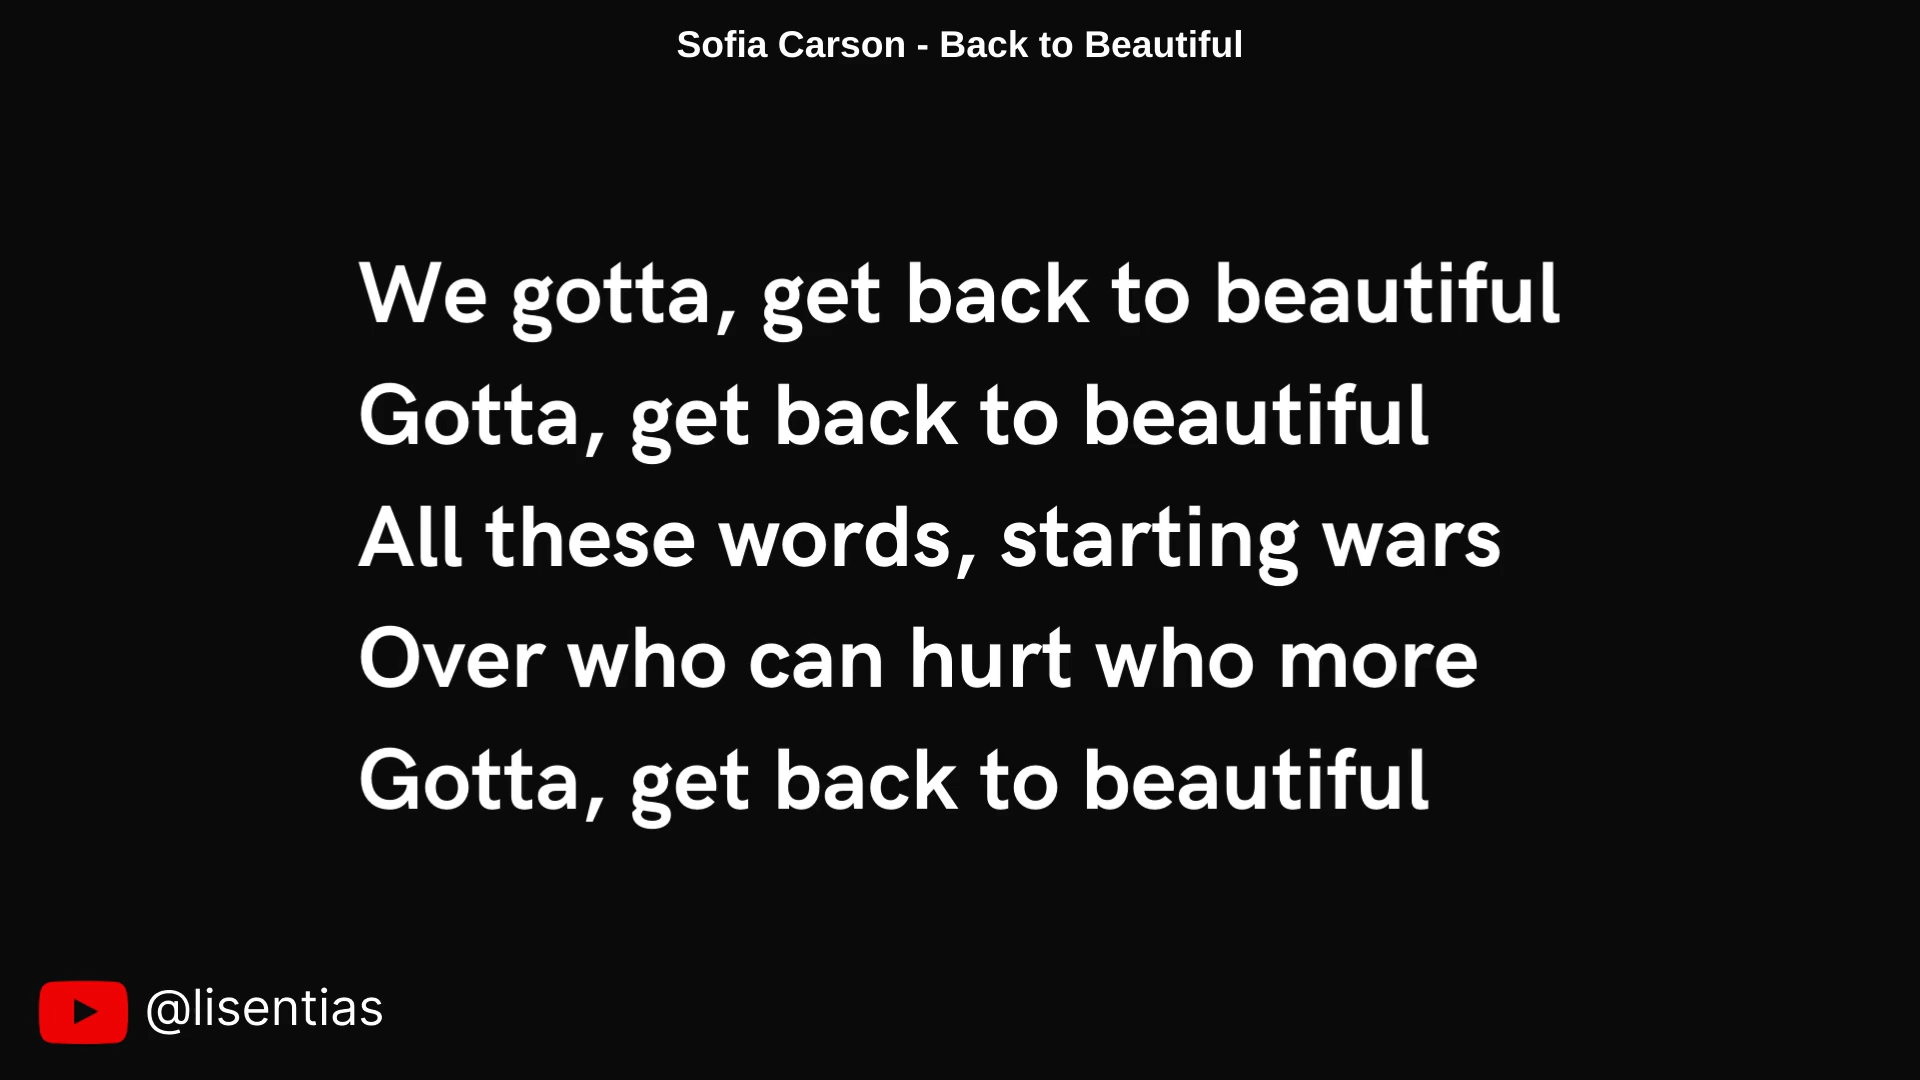 Sofia Carson - Back to Beautiful
We gotta, get back to beautiful
Gotta, get back to beautiful
All these words, starting wars
Over who can hurt who more
Gotta, get back to beautiful
@lisentias